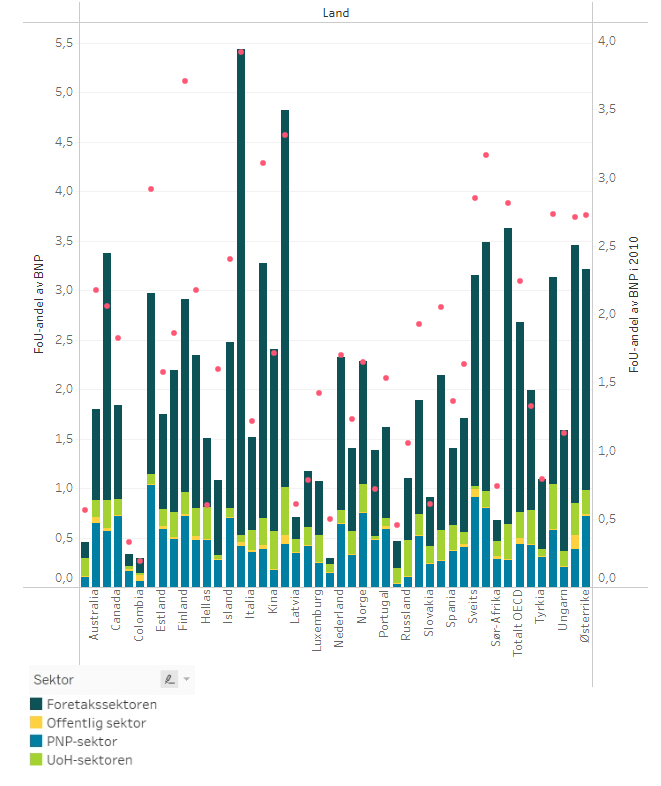 Land
FoU-andel av BNP
5,5
5,0
4,5
4,0
3,5
3,0
2,5
2,0
1,5
1,0
0,5
0,0
4,0
3,5
3,0
2,5
2,0
1,5
1,0
0,5
0,0
FoU-andel av BNP i 2010
Australia
Canada
Colombia
Estland
Finland
Hellas
Island
Italia
Kina
Latvia
Luxemburg
Nederland
Norge
Portugal
Russland
Slovakia
Spania
Sveits
Sør-Afrika
Totalt OECD
Tyrkia
Ungarn
Østerrike
Sektor
Foretakssektoren
Offentlig sektor
PNP-sektor
UoH-sektoren